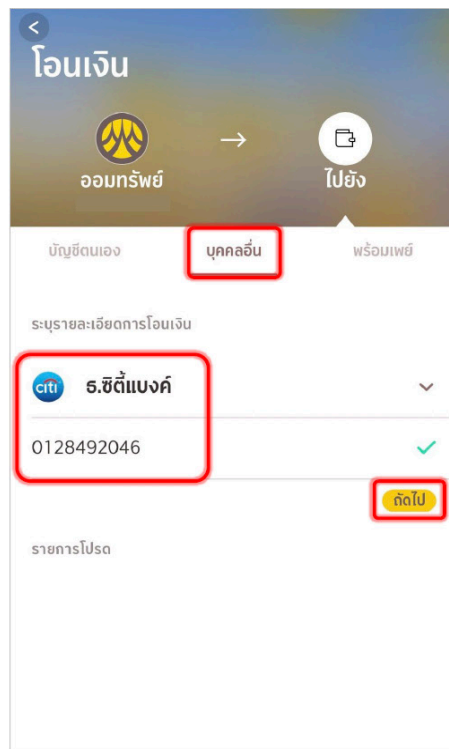 โอนเงิน
ออมทรัพย์
ไปยัง
บัญชีตนเอง บุคคลอื่น พร้อมเพย์
ระบุรายละเอียดการโอนเงิน
citi ธ.ซิตี้แบงค์
0128492046
ถัดไป
รายการโปรด